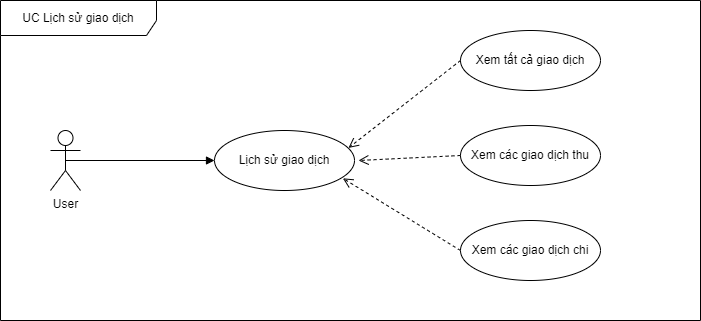 UC Lịch sử giao dịch
Xem tất cả giao dịch
Lịch sử giao dịch
Xem các giao dịch thu
User
Xem các giao dịch chi